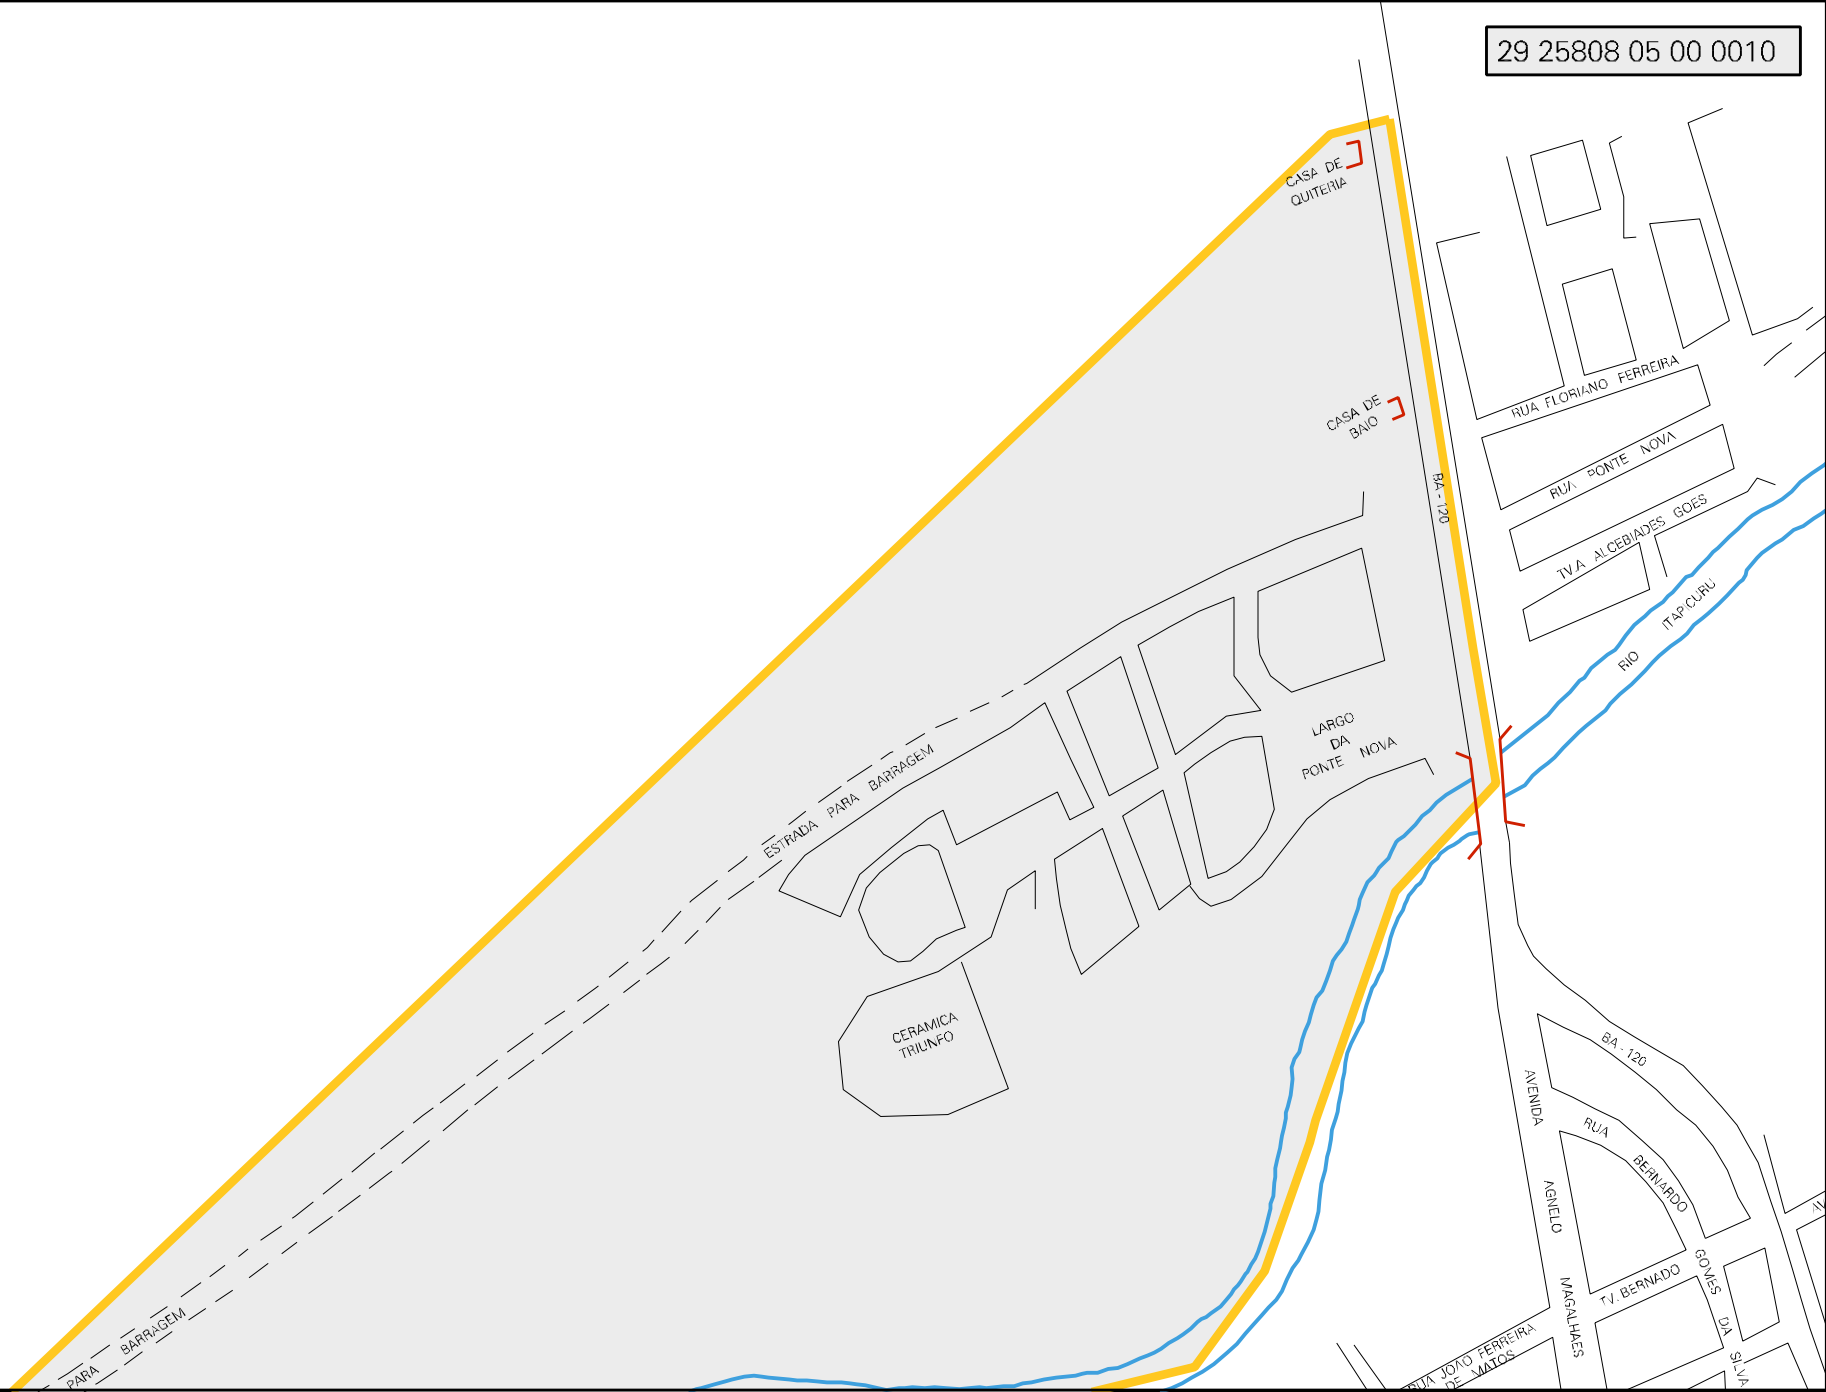 29 25808 05 00 0010
CASA DE
QUITERIA
RUA FLORIANO FERREIRA
CASA DE
BAIO
RUA PONTE NOVA
BA - 120
TV.A ALCEBIADES GOES
RIO ITAPICURU
LARGO
DA
PONTE NOVA
ESTRADA PARA BARRAGEM
CERAMICA
TRIUNFO
BA - 120
AVENIDA AGNELO MAGALHAES
RUA BERNARDO GOMES DA SILVA
AV
TV. BERNADO
PARA BARRAGEM
RUA JOAO FERREIRA
DE MATOS